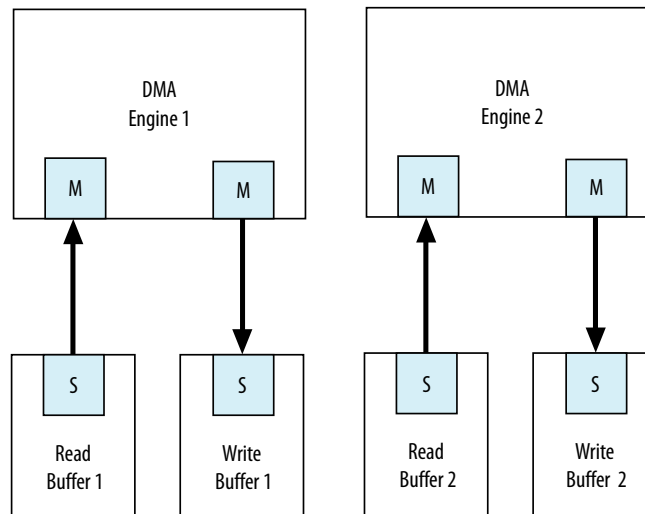 DMA
Engine 1
M
M
DMA
Engine 2
M
M
S
Read
Buffer 1
S
Write
Buffer 1
S
Read
Buffer 2
S
Write
Buffer 2